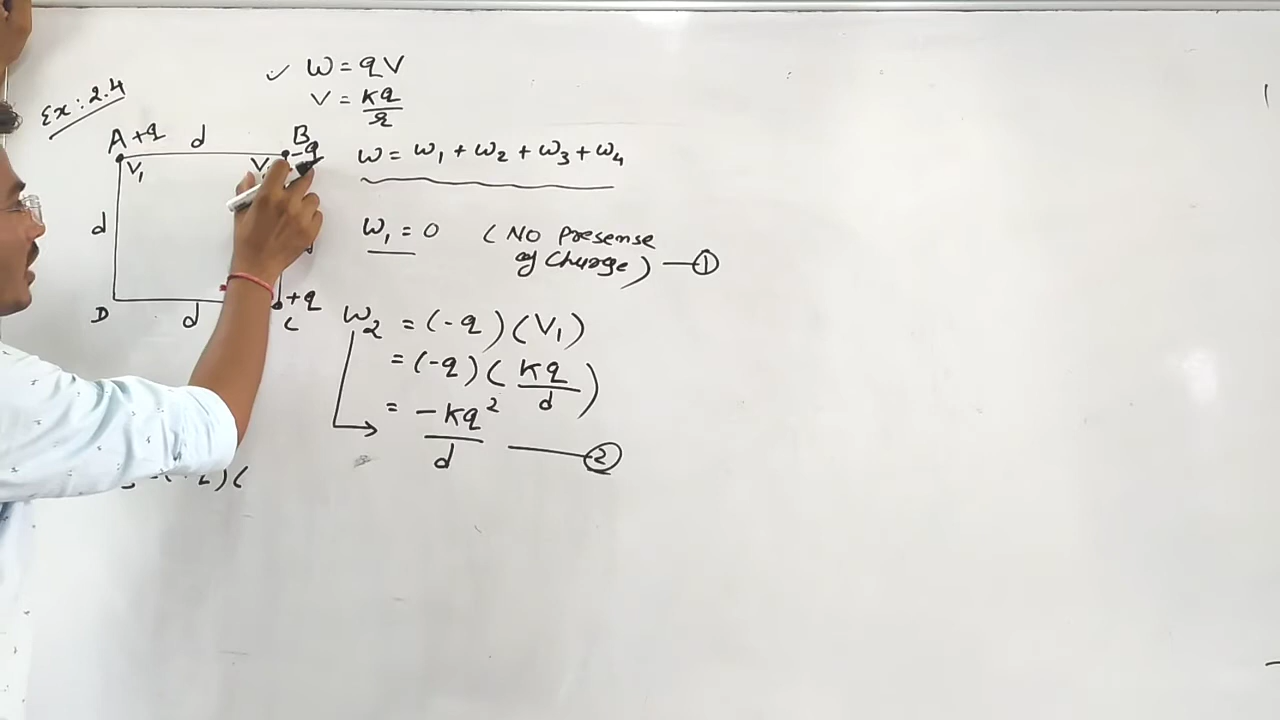 Ex: 2.4
✓ W = qV
V = Kq/r
A +q d B -q
V₁ V
d
D d +q
C
W = W₁ + W₂ + W₃ + W₄
W₁ = 0 (No Presense
of Charge) — ①
W₂ = (-q)(V₁)
= (-q)(Kq/d)
= -Kq²/d — ②